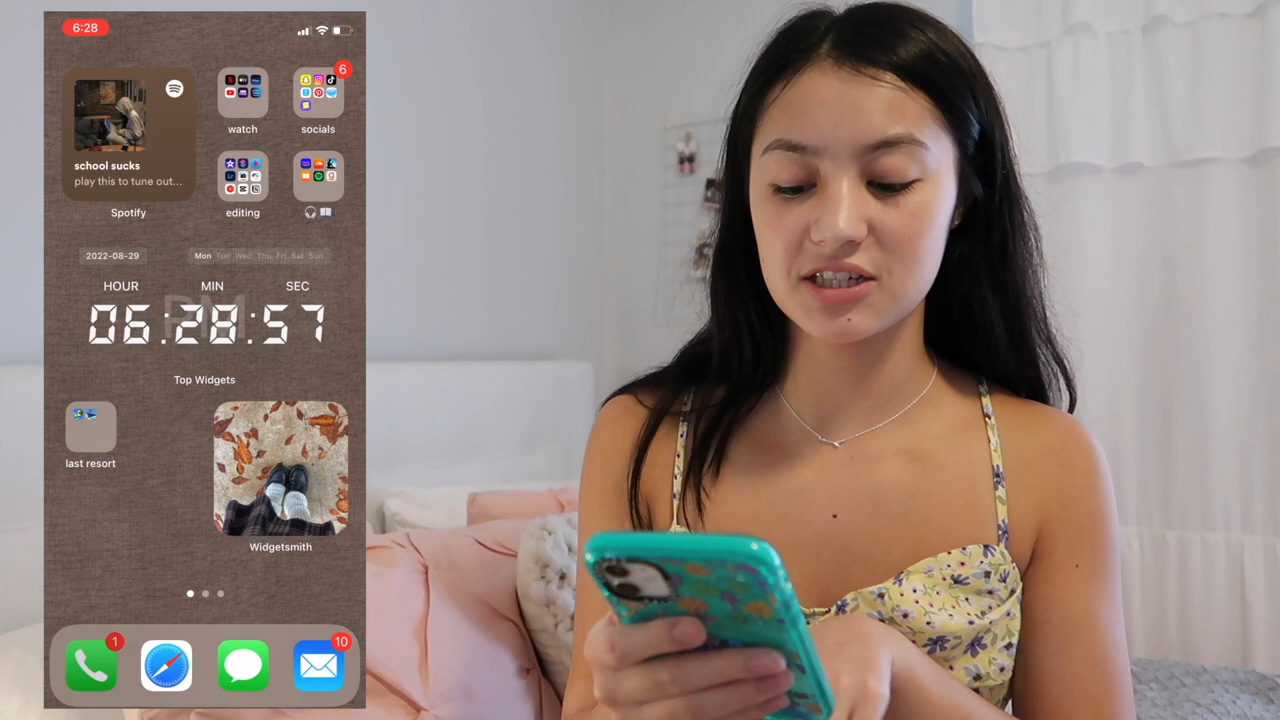 6:28
6
watch
socials
school sucks
play this to tune out...
Spotify
editing
2022-08-29
Mon Tue Wed Thu Fri Sat Sun
HOUR MIN SEC
PM
06:28:57
Top Widgets
last resort
Widgetsmith
1
10